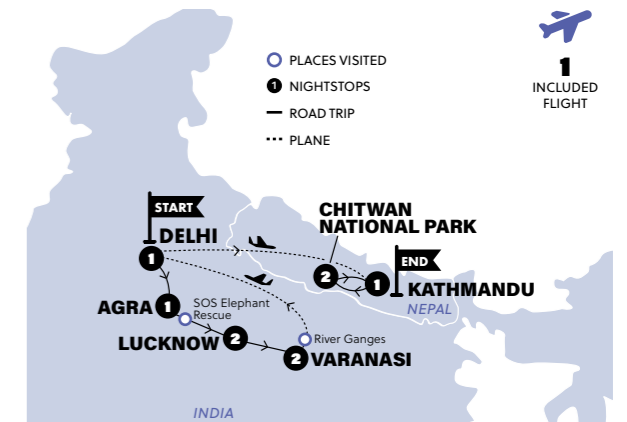 PLACES VISITED
1 NIGHTSTOPS
ROAD TRIP
PLANE
1
INCLUDED
FLIGHT
START
DELHI
1
CHITWAN
NATIONAL PARK
2
1
END
KATHMANDU
NEPAL
AGRA 1
SOS Elephant
Rescue
LUCKNOW 2
River Ganges
2 VARANASI
INDIA